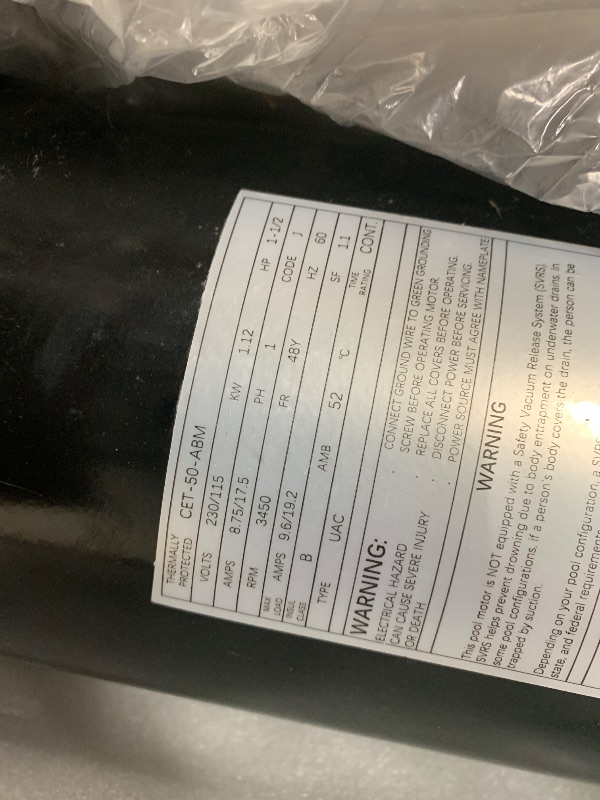 THERMALLY PROTECTED CET-50-ABM
VOLTS 230/115
AMPS 8.75/17.5 KW 1.12 HP 1-1/2
RPM 3450 PH 1 CODE J
MAX LOAD AMPS 9.6/19.2 FR 48Y HZ 60
INSUL CLASS B AMB 52 °C SF 1.1
TYPE UAC TIME RATING CONT.
WARNING:
ELECTRICAL HAZARD
CAN CAUSE SEVERE INJURY
OR DEATH
· CONNECT GROUND WIRE TO GREEN GROUNDING
SCREW BEFORE OPERATING MOTOR
· REPLACE ALL COVERS BEFORE OPERATING.
· DISCONNECT POWER BEFORE SERVICING.
· POWER SOURCE MUST AGREE WITH NAMEPLATE
WARNING
This pool motor is NOT equipped with a Safety Vacuum Release System (SVRS).
SVRS helps prevent drowning due to body entrapment on underwater drains. In
some pool configurations, if a person's body covers the drain, the person can be
trapped by suction.
Depending on your pool configuration, a SVRS
state, and federal requirements